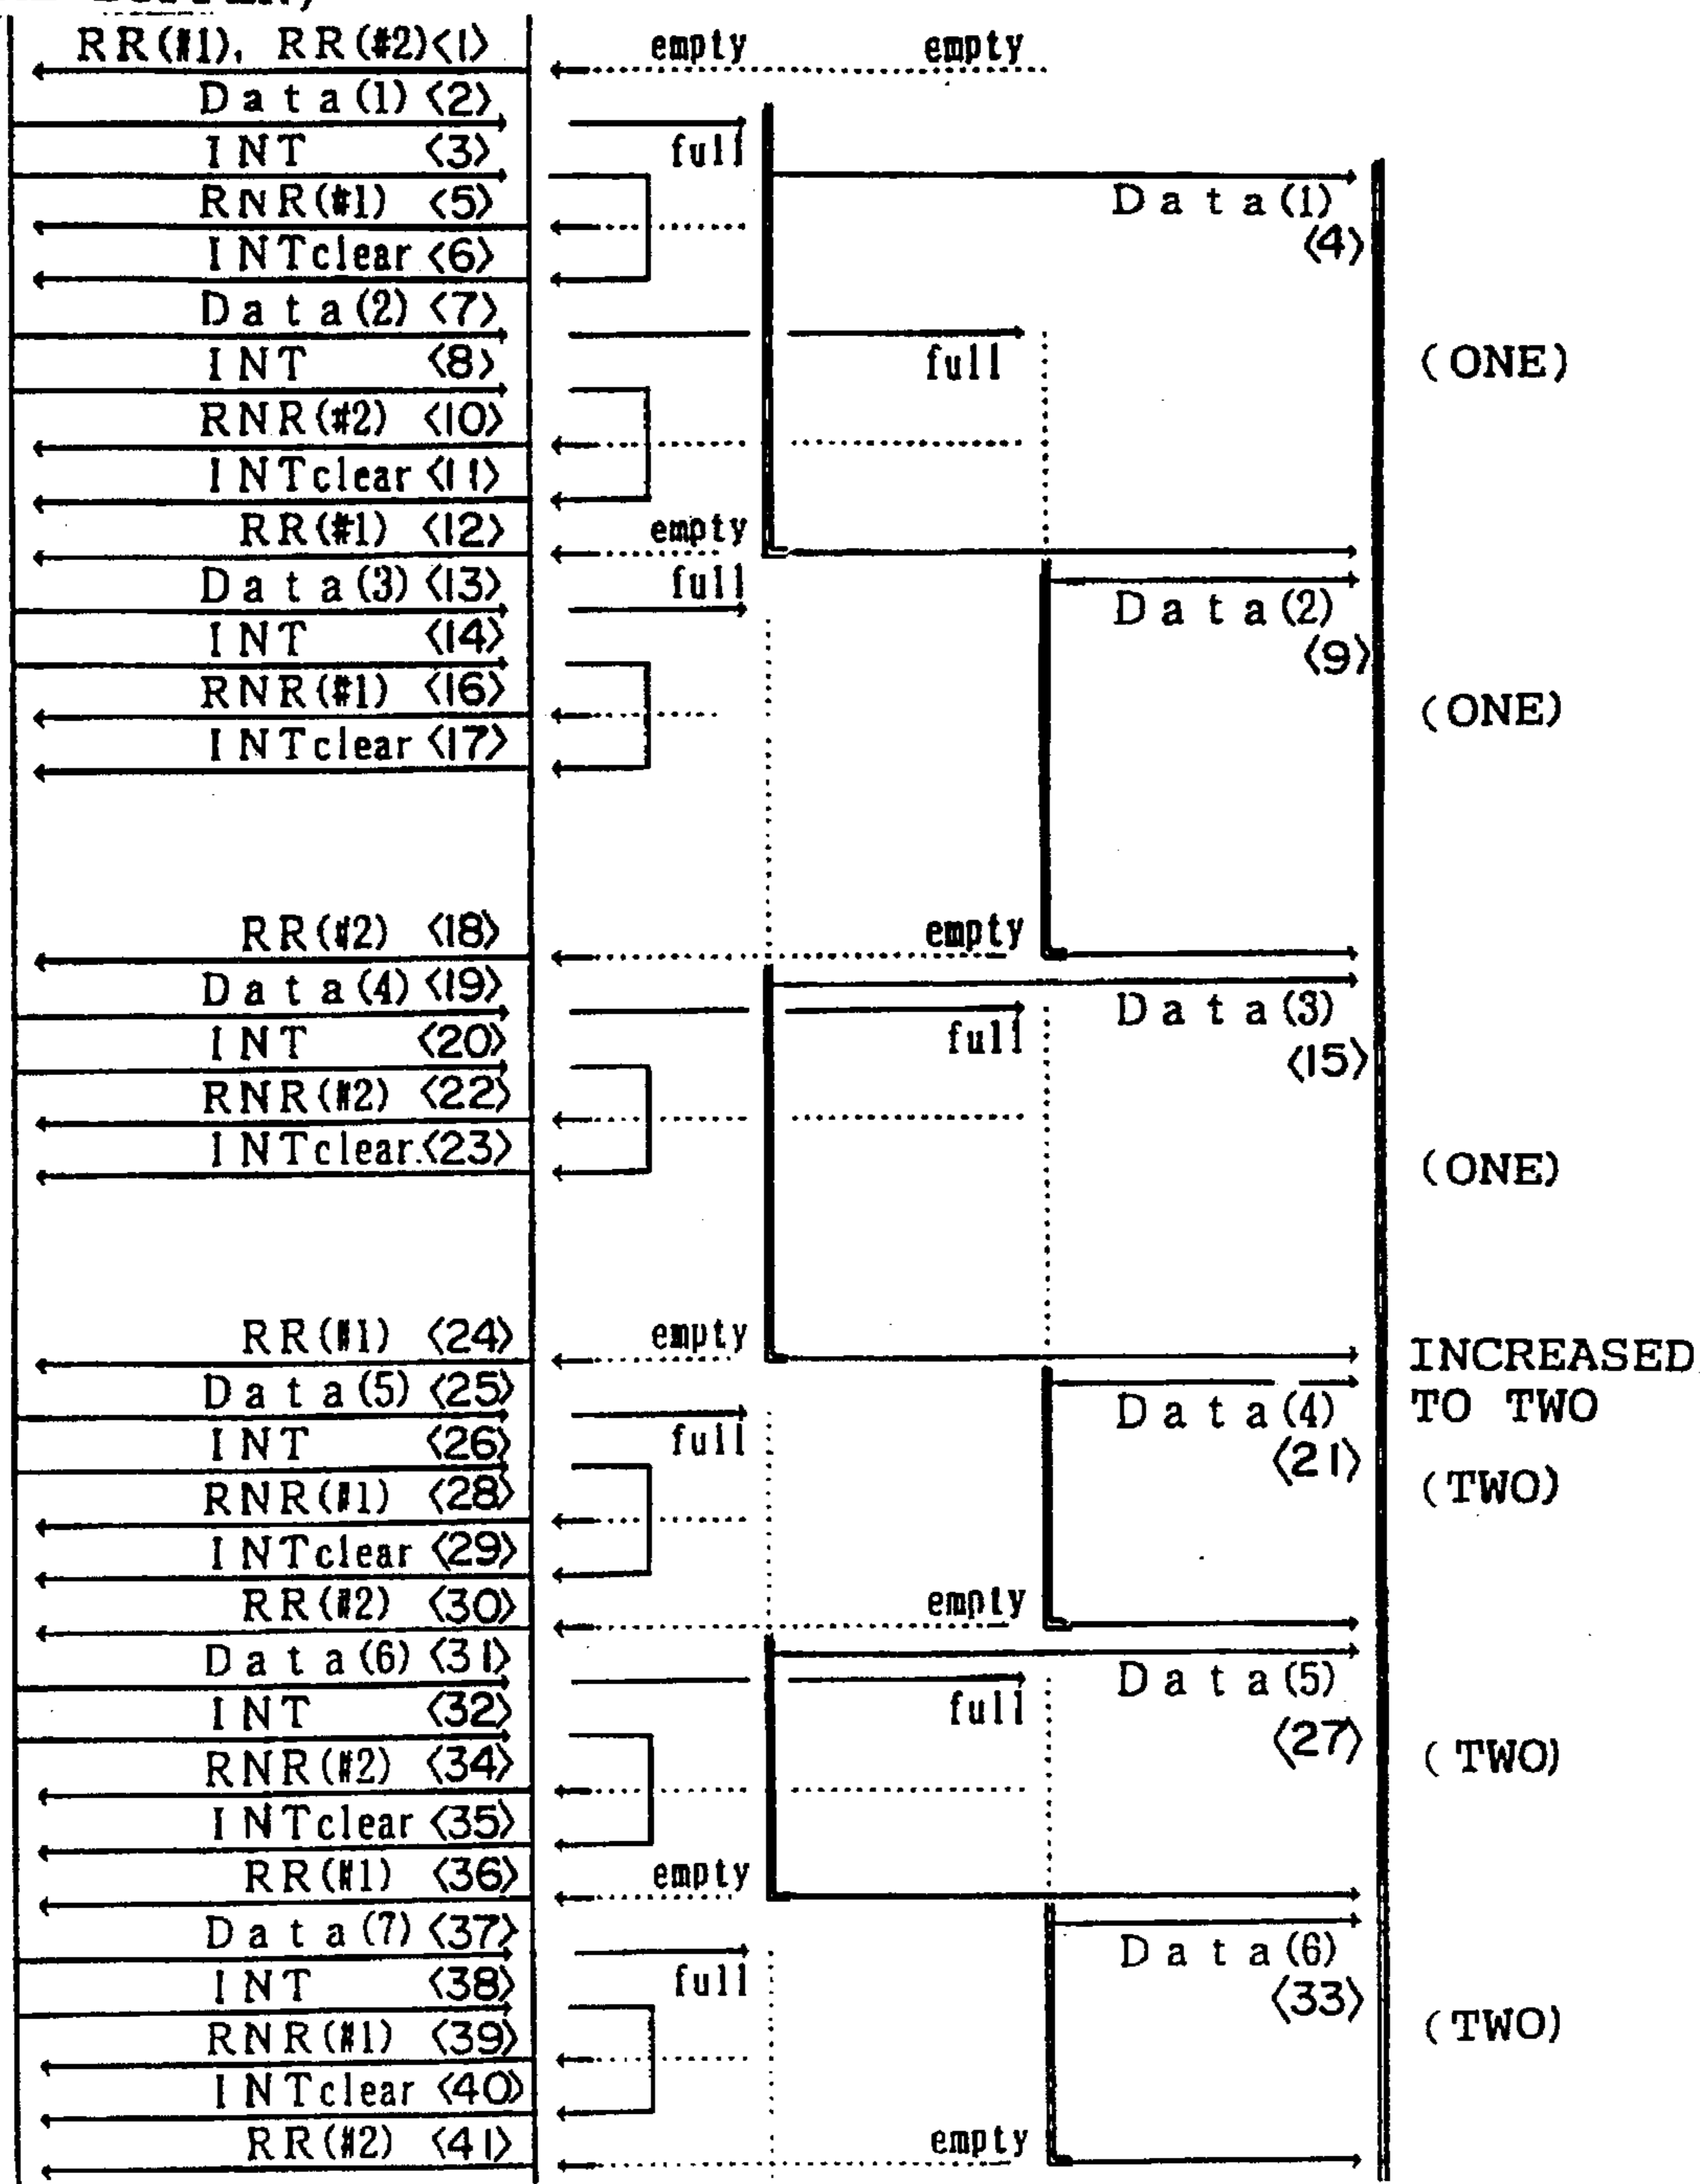 RR(#1), RR(#2)<1> empty empty
Data(1) <2>
INT <3> full
RNR(#1) <5> Data(1)
<4>
INTclear <6>
Data(2) <7>
INT <8> full (ONE)
RNR(#2) <10>
INTclear <11>
RR(#1) <12> empty
Data(3) <13> full Data(2)
INT <14>
<9>
RNR(#1) <16>
(ONE)
INTclear <17>
RR(#2) <18> empty
Data(4) <19> Data(3)
INT <20> full
<15>
RNR(#2) <22>
INTclear <23>
(ONE)
RR(#1) <24> empty
INCREASED
Data(5) <25> Data(4) TO TWO
INT <26> full
<21>
RNR(#1) <28> (TWO)
INTclear <29>
RR(#2) <30> empty
Data(6) <31> Data(5)
INT <32> full
<27>
RNR(#2) <34> (TWO)
INTclear <35>
RR(#1) <36> empty
Data(7) <37> Data(6)
INT <38> full
<33>
RNR(#1) <39> (TWO)
INTclear <40>
RR(#2) <41> empty